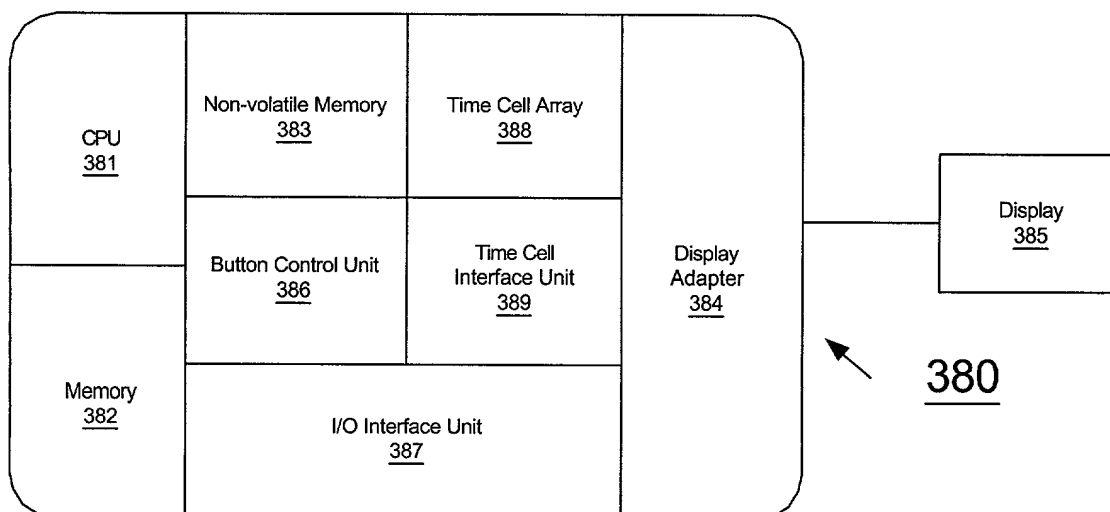 CPU
381
Non-volatile Memory
383
Time Cell Array
388
Button Control Unit
386
Time Cell
Interface Unit
389
Display
Adapter
384
Display
385
Memory
382
I/O Interface Unit
387
380